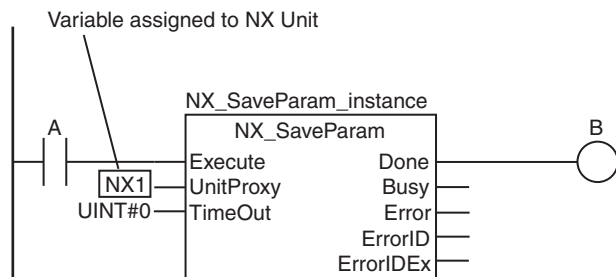 Variable assigned to NX Unit
NX_SaveParam_instance
A
NX_SaveParam
B
Execute
Done
NX1
UnitProxy
Busy
UINT#0
TimeOut
Error
ErrorID
ErrorIDEx